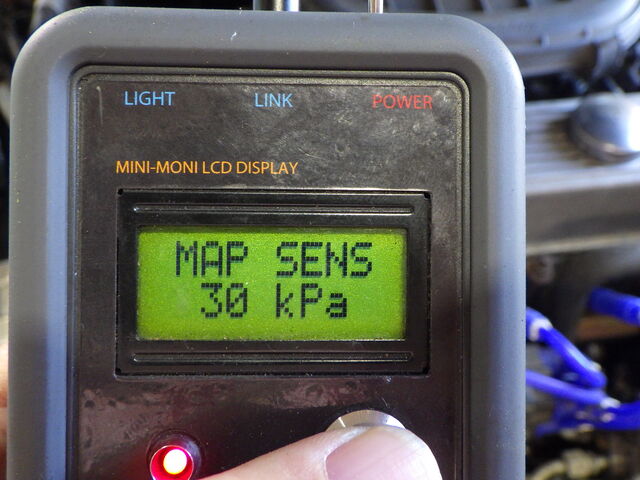 LIGHT LINK POWER
MINI-MONI LCD DISPLAY
MAP SENS
30 kPa